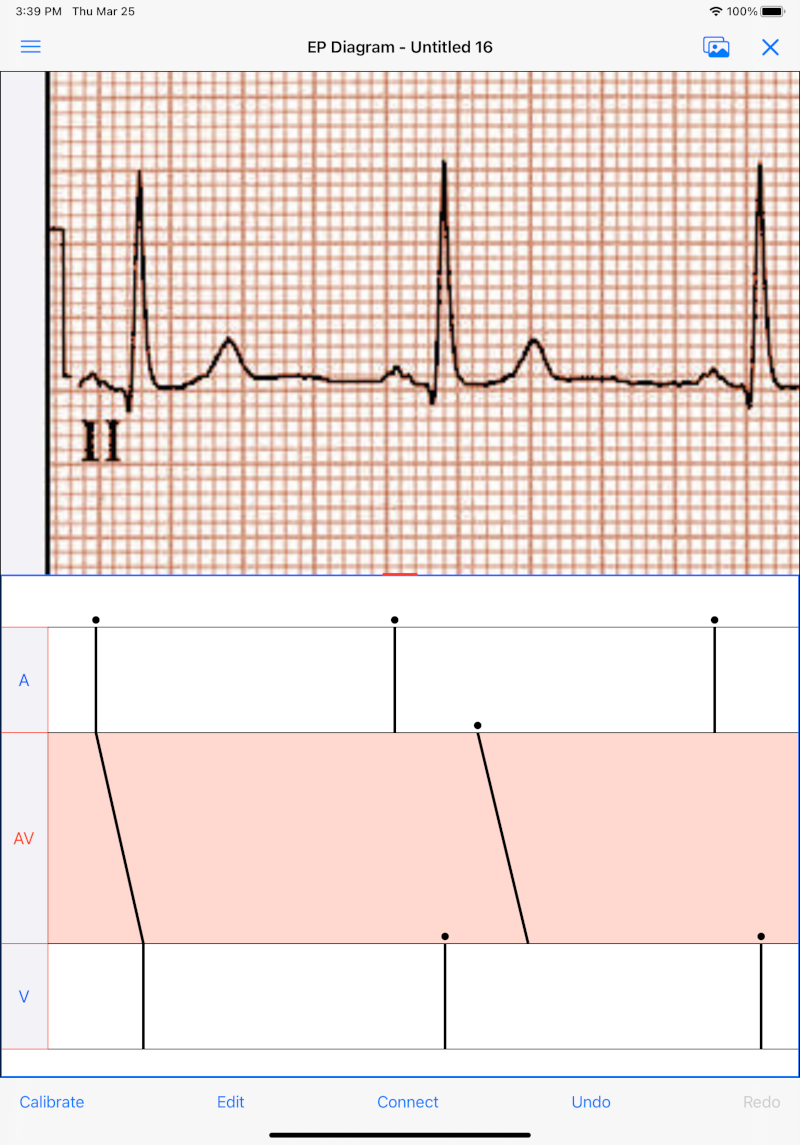 3:39 PM Thu Mar 25 100%
EP Diagram - Untitled 16
II
A
AV
V
Calibrate Edit Connect Undo Redo